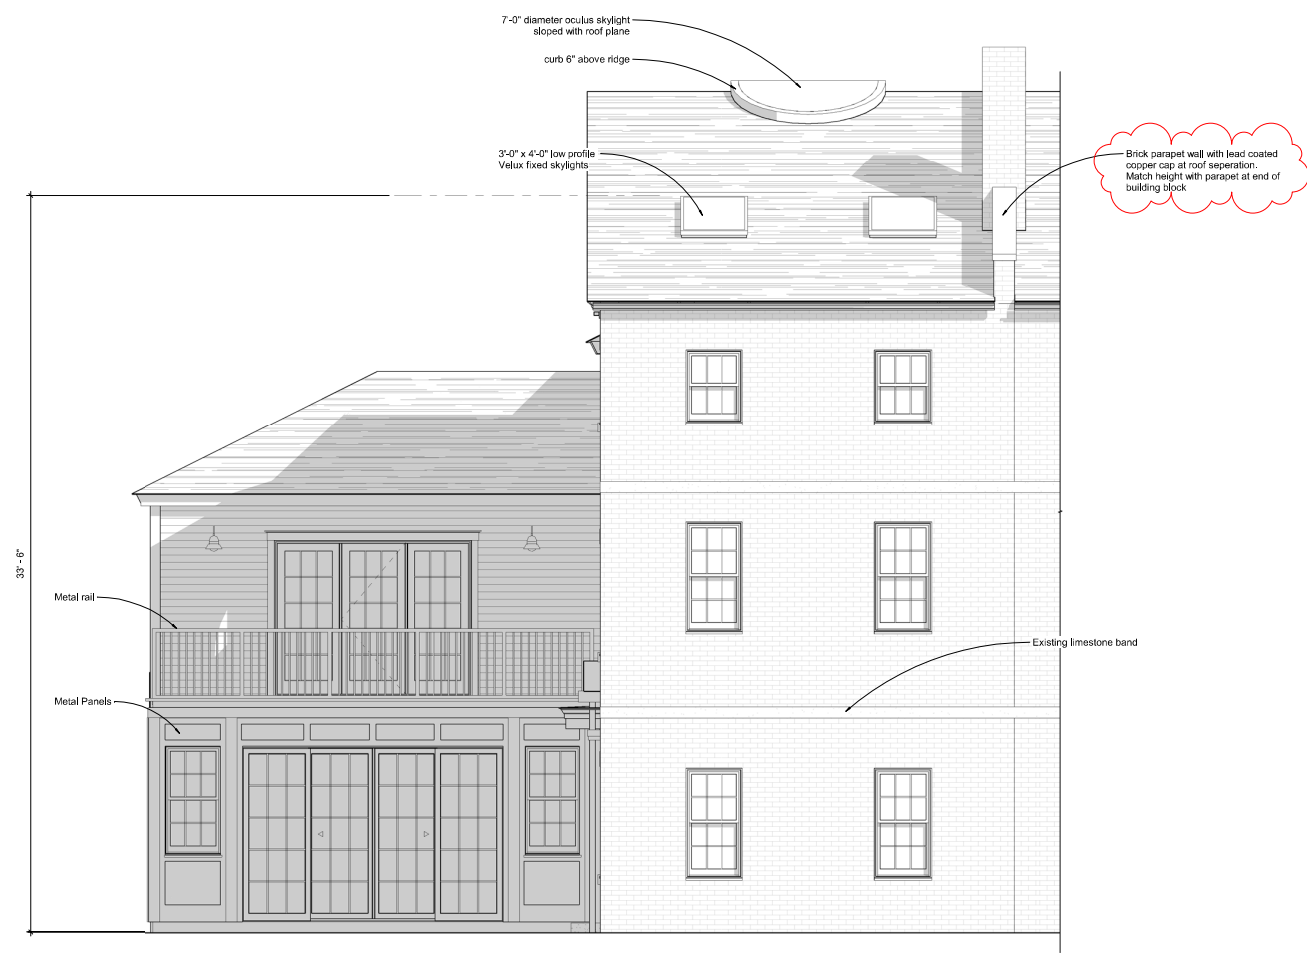 7'-0" diameter oculus skylight
sloped with roof plane
curb 6" above ridge
3'-0" x 4'-0" low profile
Velux fixed skylights
Brick parapet wall with lead coated
copper cap at roof seperation.
Match height with parapet at end of
building block
33' - 6"
Metal rail
Existing limestone band
Metal Panels